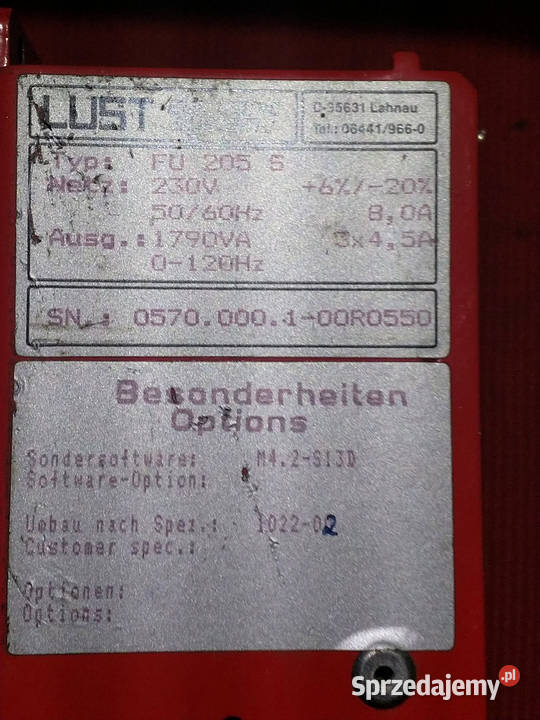 LUST
D-35631 Lahnau
Tel.: 06441/966-0
Typ: FU 205 S
Netz: 230V +6%/-20%
50/60Hz 8,0A
Ausg.: 1790VA 3x4,5A
0-120Hz
SN.: 0570.000.1-00R0550
Besonderheiten
Options
Sondersoftware: M4.2-S13D
Software-Option:
Uebau nach Spez.: 1022-02
Customer spec.:
Optionen:
Options:
Sprzedajemy.pl